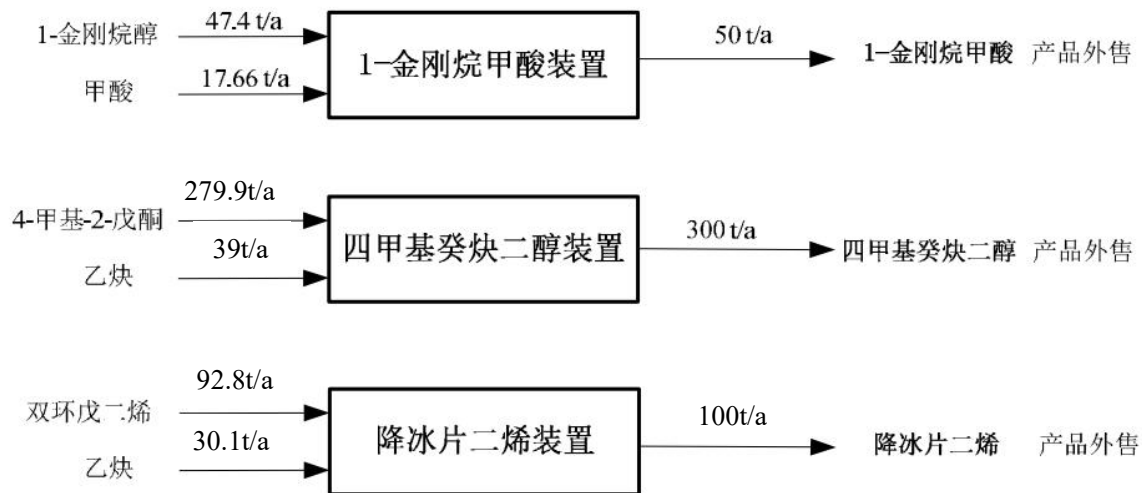 1-金刚烷醇 47.4 t/a 1-金刚烷甲酸装置 50 t/a 1-金刚烷甲酸 产品外售
甲酸 17.66 t/a
4-甲基-2-戊酮 279.9t/a 四甲基癸炔二醇装置 300 t/a 四甲基癸炔二醇 产品外售
乙炔 39t/a
双环戊二烯 92.8t/a 降冰片二烯装置 100t/a 降冰片二烯 产品外售
乙炔 30.1t/a